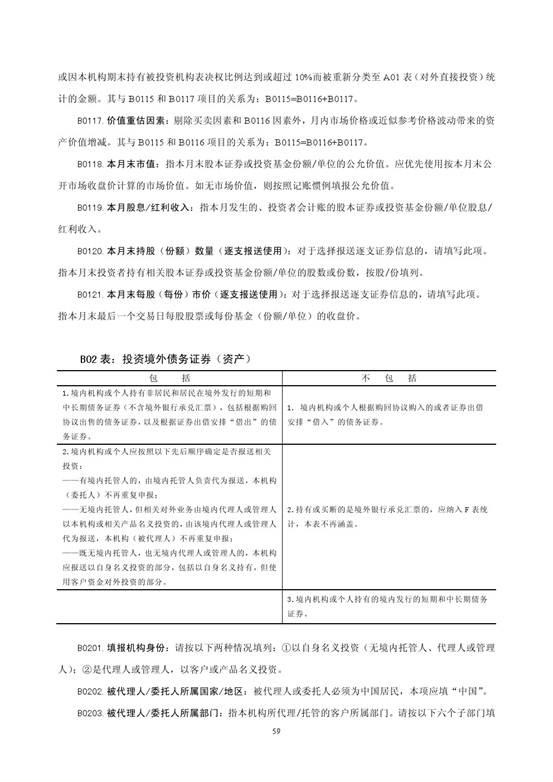 或因本机构期末持有被投资机构表决权比例达到或超过 10%而被重新分类至 A01 表（对外直接投资）统
计的金额。其与 B0115 和 B0117 项目的关系为：B0115=B0116+B0117。
B0117.价值重估因素：剔除买卖因素和 B0116 因素外，月内市场价格或近似参考价格波动带来的资
产价值增减。其与 B0115 和 B0116 项目的关系为：B0115=B0116+B0117。
B0118.本月末市值：指本月末股本证券或投资基金份额/单位的公允价值。应优先使用按本月末公
开市场收盘价计算的市场价值。如无市场价值，则按照记账惯例填报公允价值。
B0119.本月股息/红利收入：指本月发生的、投资者会计账的股本证券或投资基金份额/单位股息/
红利收入。
B0120.本月末持股（份额）数量（逐支报送使用）：对于选择报送逐支证券信息的，请填写此项。
指本月末投资者持有相关股本证券或投资基金份额/单位的股数或份数，按股/份填列。
B0121.本月末每股（每份）市价（逐支报送使用）：对于选择报送逐支证券信息的，请填写此项。
指本月末最后一个交易日每股股票或每份基金（份额/单位）的收盘价。
B02 表：投资境外债务证券（资产）
包 括
不 包 括
1.境内机构或个人持有非居民和居民在境外发行的短期和
中长期债务证券（不含境外银行承兑汇票），包括根据购回
协议出售的债务证券，以及根据证券出借安排“借出”的债
务证券。
1. 境内机构或个人根据购回协议购入的或者证券出借
安排“借入”的债务证券。
2.境内机构或个人应按照以下先后顺序确定是否报送相关
投资：
——有境内托管人的，由境内托管人负责代为报送，本机构
（委托人）不再重复申报；
——无境内托管人，但相关对外业务由境内代理人或管理人
以本机构或相关产品名义投资的，由该境内代理人或管理人
代为报送，本机构（被代理人）不再重复申报；
——既无境内托管人，也无境内代理人或管理人的，本机构
应报送以自身名义投资的部分，包括以自身名义持有，但使
用客户资金对外投资的部分。
2.持有或买断的是境外银行承兑汇票的，应纳入 F 表统
计，本表不再涵盖。
3.境内机构或个人持有的境内发行的短期和中长期债务
证券。
B0201.填报机构身份：请按以下两种情况填列：①以自身名义投资（无境内托管人、代理人或管理
人）；②是代理人或管理人，以客户或产品名义投资。
B0202.被代理人/委托人所属国家/地区：被代理人或委托人必须为中国居民，本项应填“中国”。
B0203.被代理人/委托人所属部门：指本机构所代理/托管的客户所属部门。请按以下六个子部门填
59